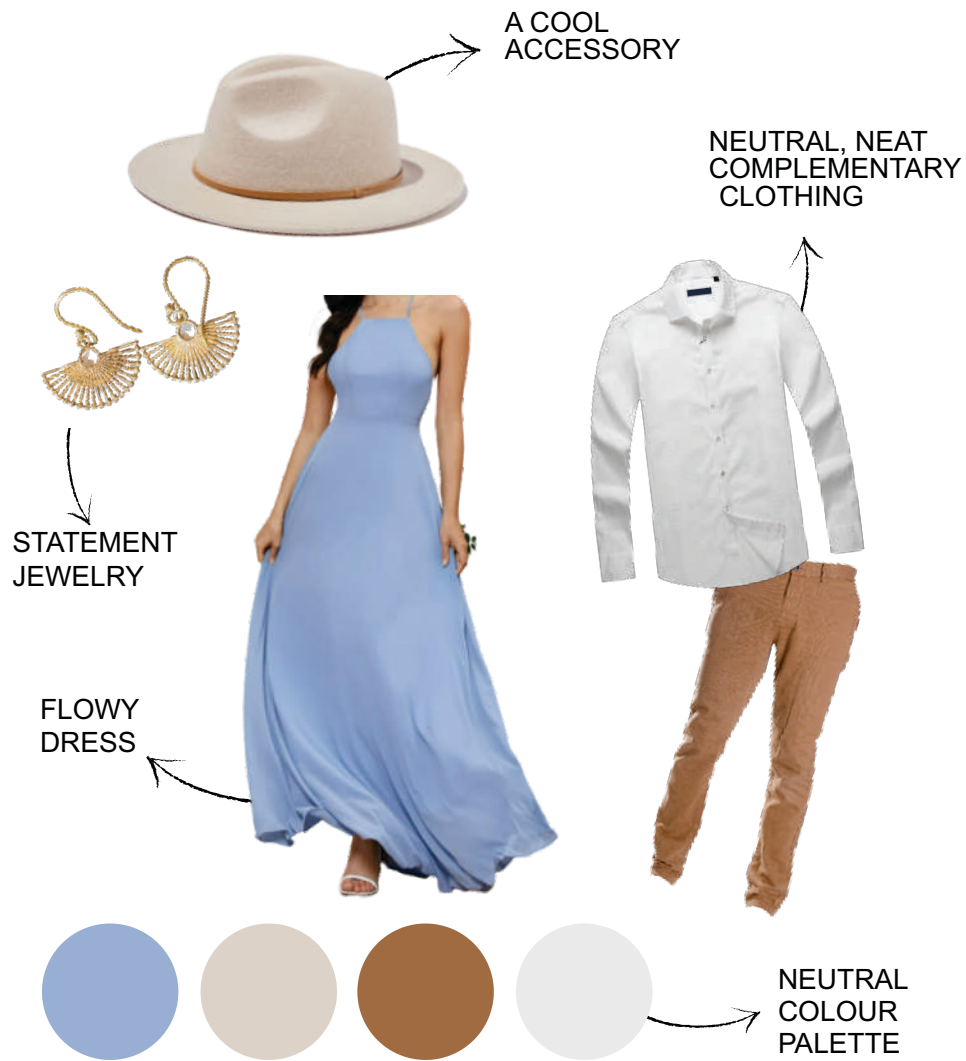 A COOL
ACCESSORY
NEUTRAL, NEAT
COMPLEMENTARY
CLOTHING
STATEMENT
JEWELRY
FLOWY
DRESS
NEUTRAL
COLOUR
PALETTE